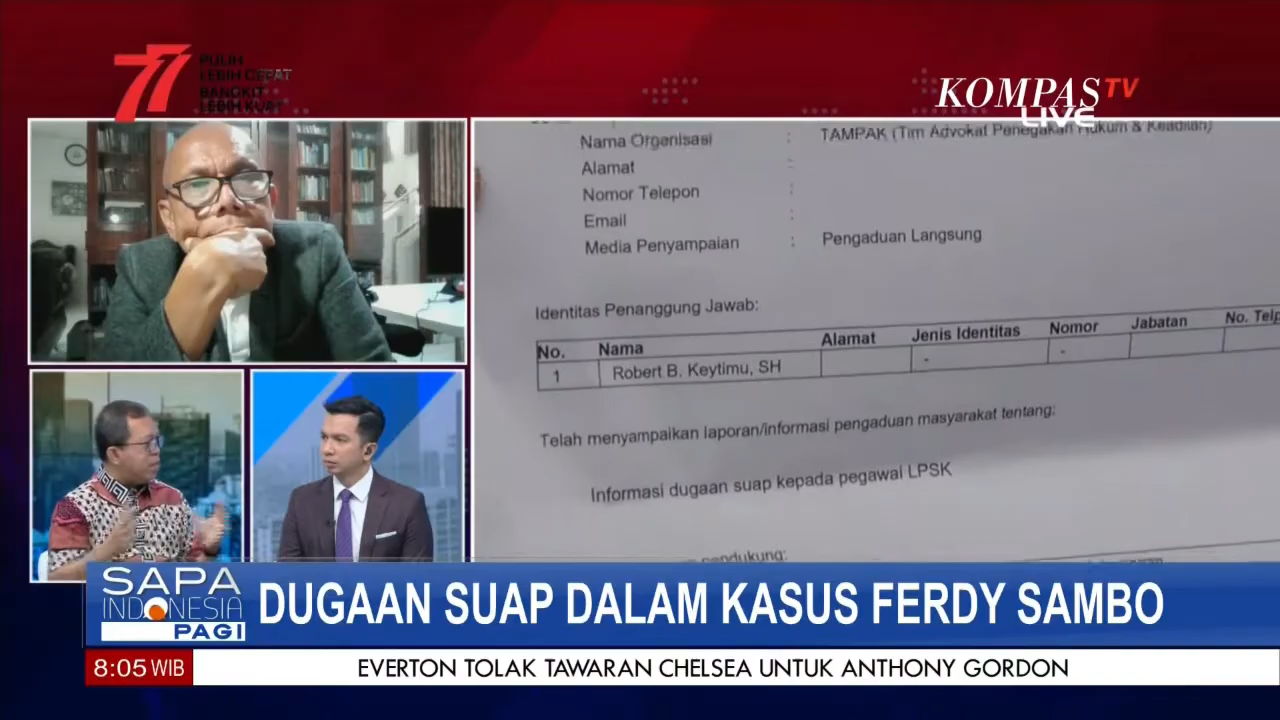 77
PULIH
LEBIH CEPAT
BANGKIT
LEBIH KUAT
KOMPAS TV
LIVE
Nama Organisasi : TAMPAK (Tim Advokat Penegakan Hukum & Keadilan)
Alamat :
Nomor Telepon :
Email :
Media Penyampaian : Pengaduan Langsung
Identitas Penanggung Jawab:
No. Nama Alamat Jenis Identitas Nomor Jabatan No. Telp
1 Robert B. Keytimu, SH - -
Telah menyampaikan laporan/informasi pengaduan masyarakat tentang:
Informasi dugaan suap kepada pegawai LPSK
pendukung:
SAPA
INDONESIA
PAGI
DUGAAN SUAP DALAM KASUS FERDY SAMBO
8:05 WIB
EVERTON TOLAK TAWARAN CHELSEA UNTUK ANTHONY GORDON